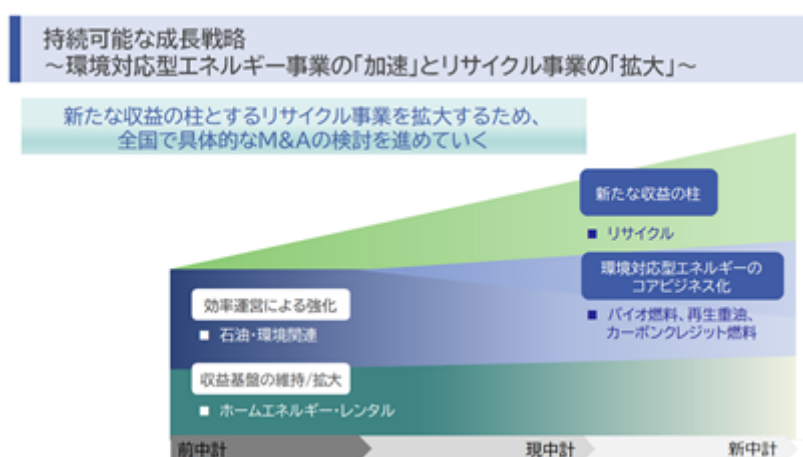 持続可能な成長戦略
～環境対応型エネルギー事業の「加速」とリサイクル事業の「拡大」～
新たな収益の柱とするリサイクル事業を拡大するため、
全国で具体的なM&Aの検討を進めていく
新たな収益の柱
■ リサイクル
環境対応型エネルギーの
コアビジネス化
■ バイオ燃料、再生重油、
カーボンクレジット燃料
効率運営による強化
■ 石油・環境関連
収益基盤の維持/拡大
■ ホームエネルギー・レンタル
前中計
現中計
新中計